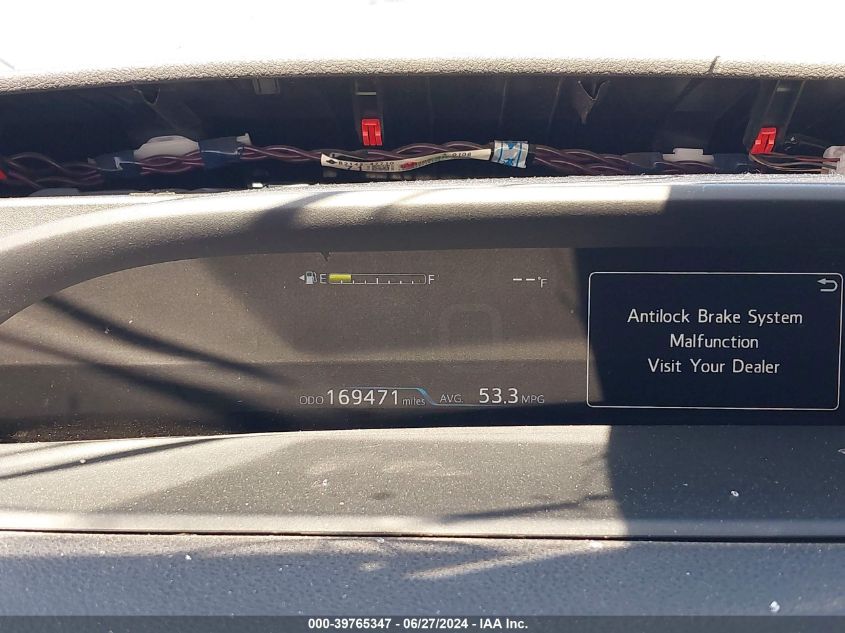 E F
--°F
Antilock Brake System
Malfunction
Visit Your Dealer
ODO 169471 miles AVG. 53.3 MPG
000-39765347 - 06/27/2024 - IAA Inc.